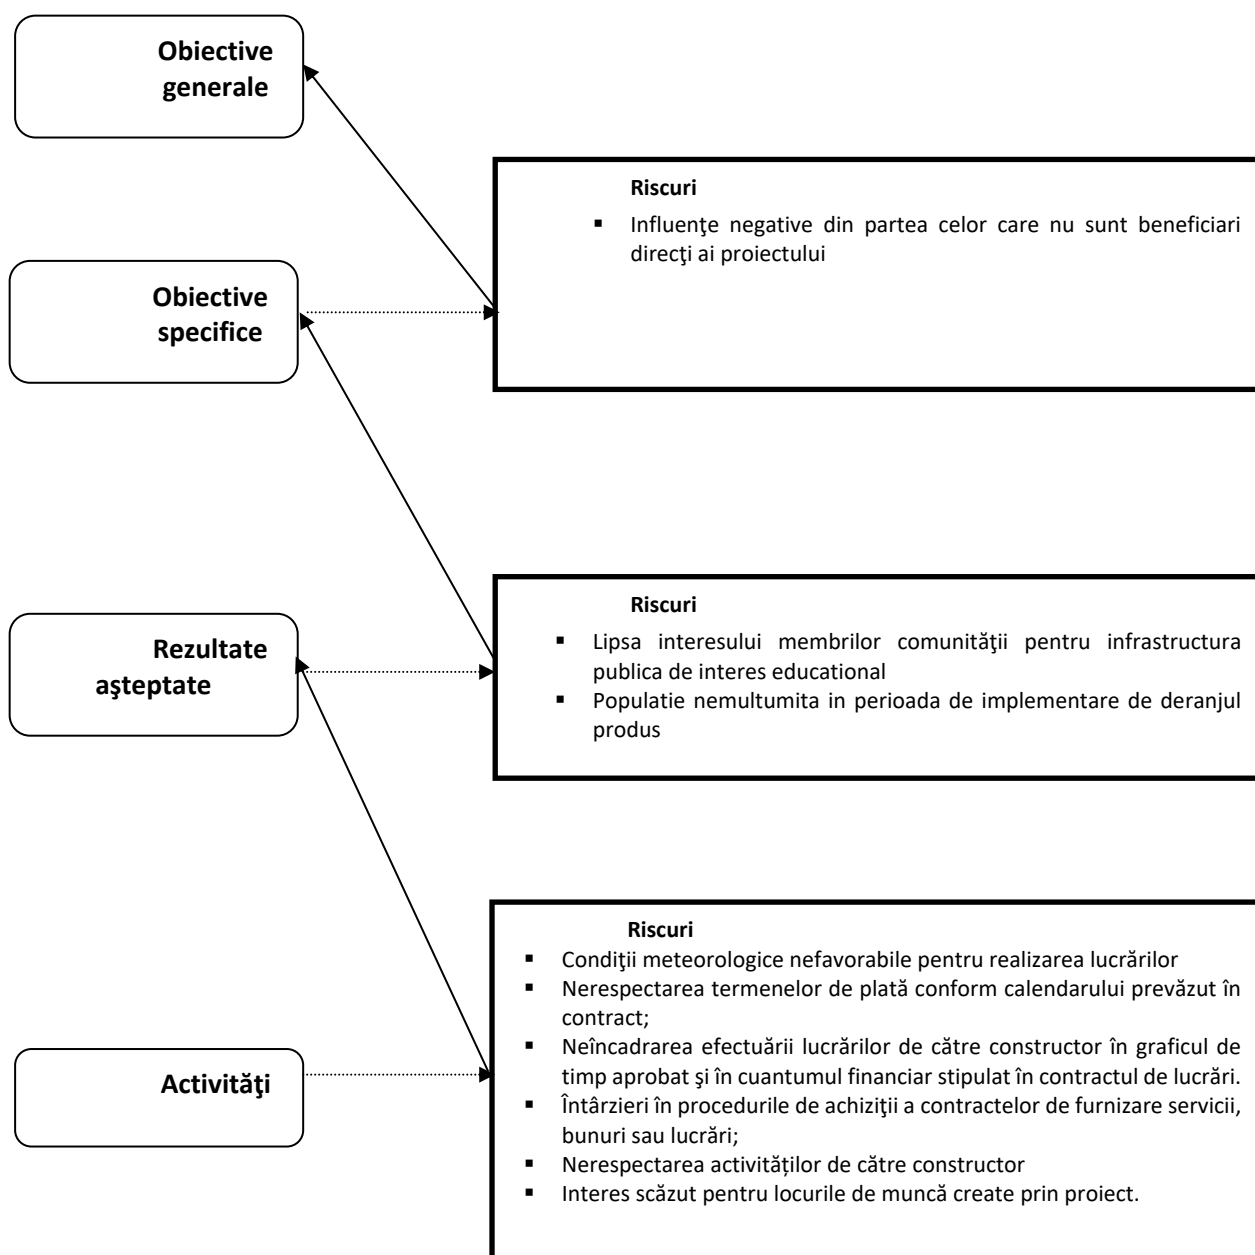 Obiective
generale
Riscuri
▪ Influenţe negative din partea celor care nu sunt beneficiari
direcţi ai proiectului
Obiective
specifice
Riscuri
▪ Lipsa interesului membrilor comunităţii pentru infrastructura
publica de interes educational
▪ Populatie nemultumita in perioada de implementare de deranjul
produs
Rezultate
aşteptate
Riscuri
▪ Condiţii meteorologice nefavorabile pentru realizarea lucrărilor
▪ Nerespectarea termenelor de plată conform calendarului prevăzut în
contract;
▪ Neîncadrarea efectuării lucrărilor de către constructor în graficul de
timp aprobat şi în cuantumul financiar stipulat în contractul de lucrări.
▪ Întârzieri în procedurile de achiziţii a contractelor de furnizare servicii,
bunuri sau lucrări;
▪ Nerespectarea activităților de către constructor
▪ Interes scăzut pentru locurile de muncă create prin proiect.
Activităţi